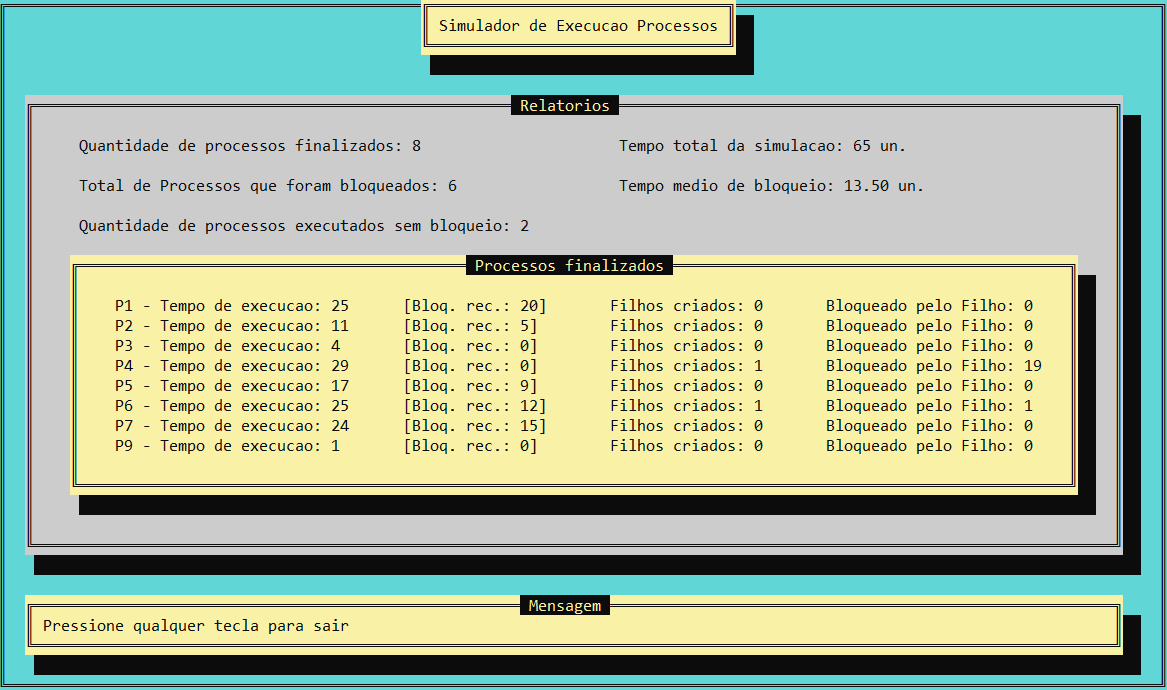 Simulador de Execucao Processos
Relatorios
Quantidade de processos finalizados: 8 Tempo total da simulacao: 65 un.
Total de Processos que foram bloqueados: 6 Tempo medio de bloqueio: 13.50 un.
Quantidade de processos executados sem bloqueio: 2
Processos finalizados
P1 - Tempo de execucao: 25 [Bloq. rec.: 20] Filhos criados: 0 Bloqueado pelo Filho: 0
P2 - Tempo de execucao: 11 [Bloq. rec.: 5] Filhos criados: 0 Bloqueado pelo Filho: 0
P3 - Tempo de execucao: 4 [Bloq. rec.: 0] Filhos criados: 0 Bloqueado pelo Filho: 0
P4 - Tempo de execucao: 29 [Bloq. rec.: 0] Filhos criados: 1 Bloqueado pelo Filho: 19
P5 - Tempo de execucao: 17 [Bloq. rec.: 9] Filhos criados: 0 Bloqueado pelo Filho: 0
P6 - Tempo de execucao: 25 [Bloq. rec.: 12] Filhos criados: 1 Bloqueado pelo Filho: 1
P7 - Tempo de execucao: 24 [Bloq. rec.: 15] Filhos criados: 0 Bloqueado pelo Filho: 0
P9 - Tempo de execucao: 1 [Bloq. rec.: 0] Filhos criados: 0 Bloqueado pelo Filho: 0
Mensagem
Pressione qualquer tecla para sair